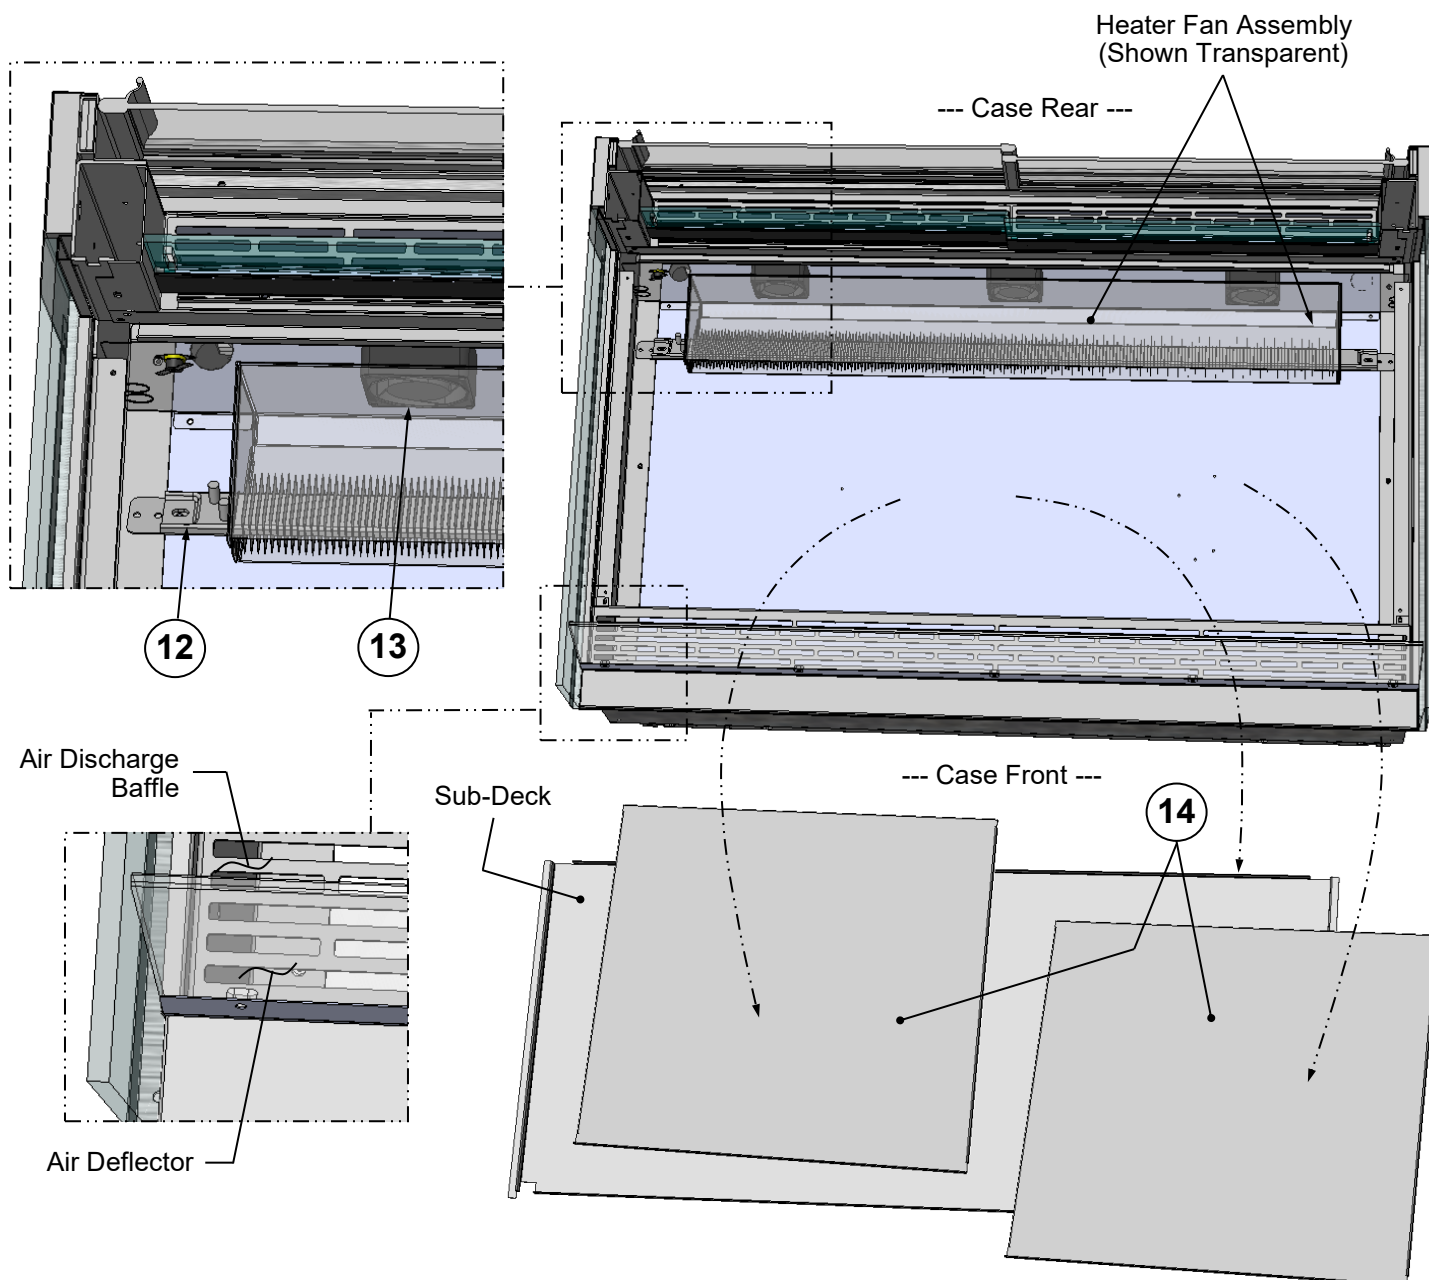 Heater Fan Assembly
(Shown Transparent)
--- Case Rear ---
12
13
Air Discharge
Baffle
Sub-Deck
--- Case Front ---
14
Air Deflector